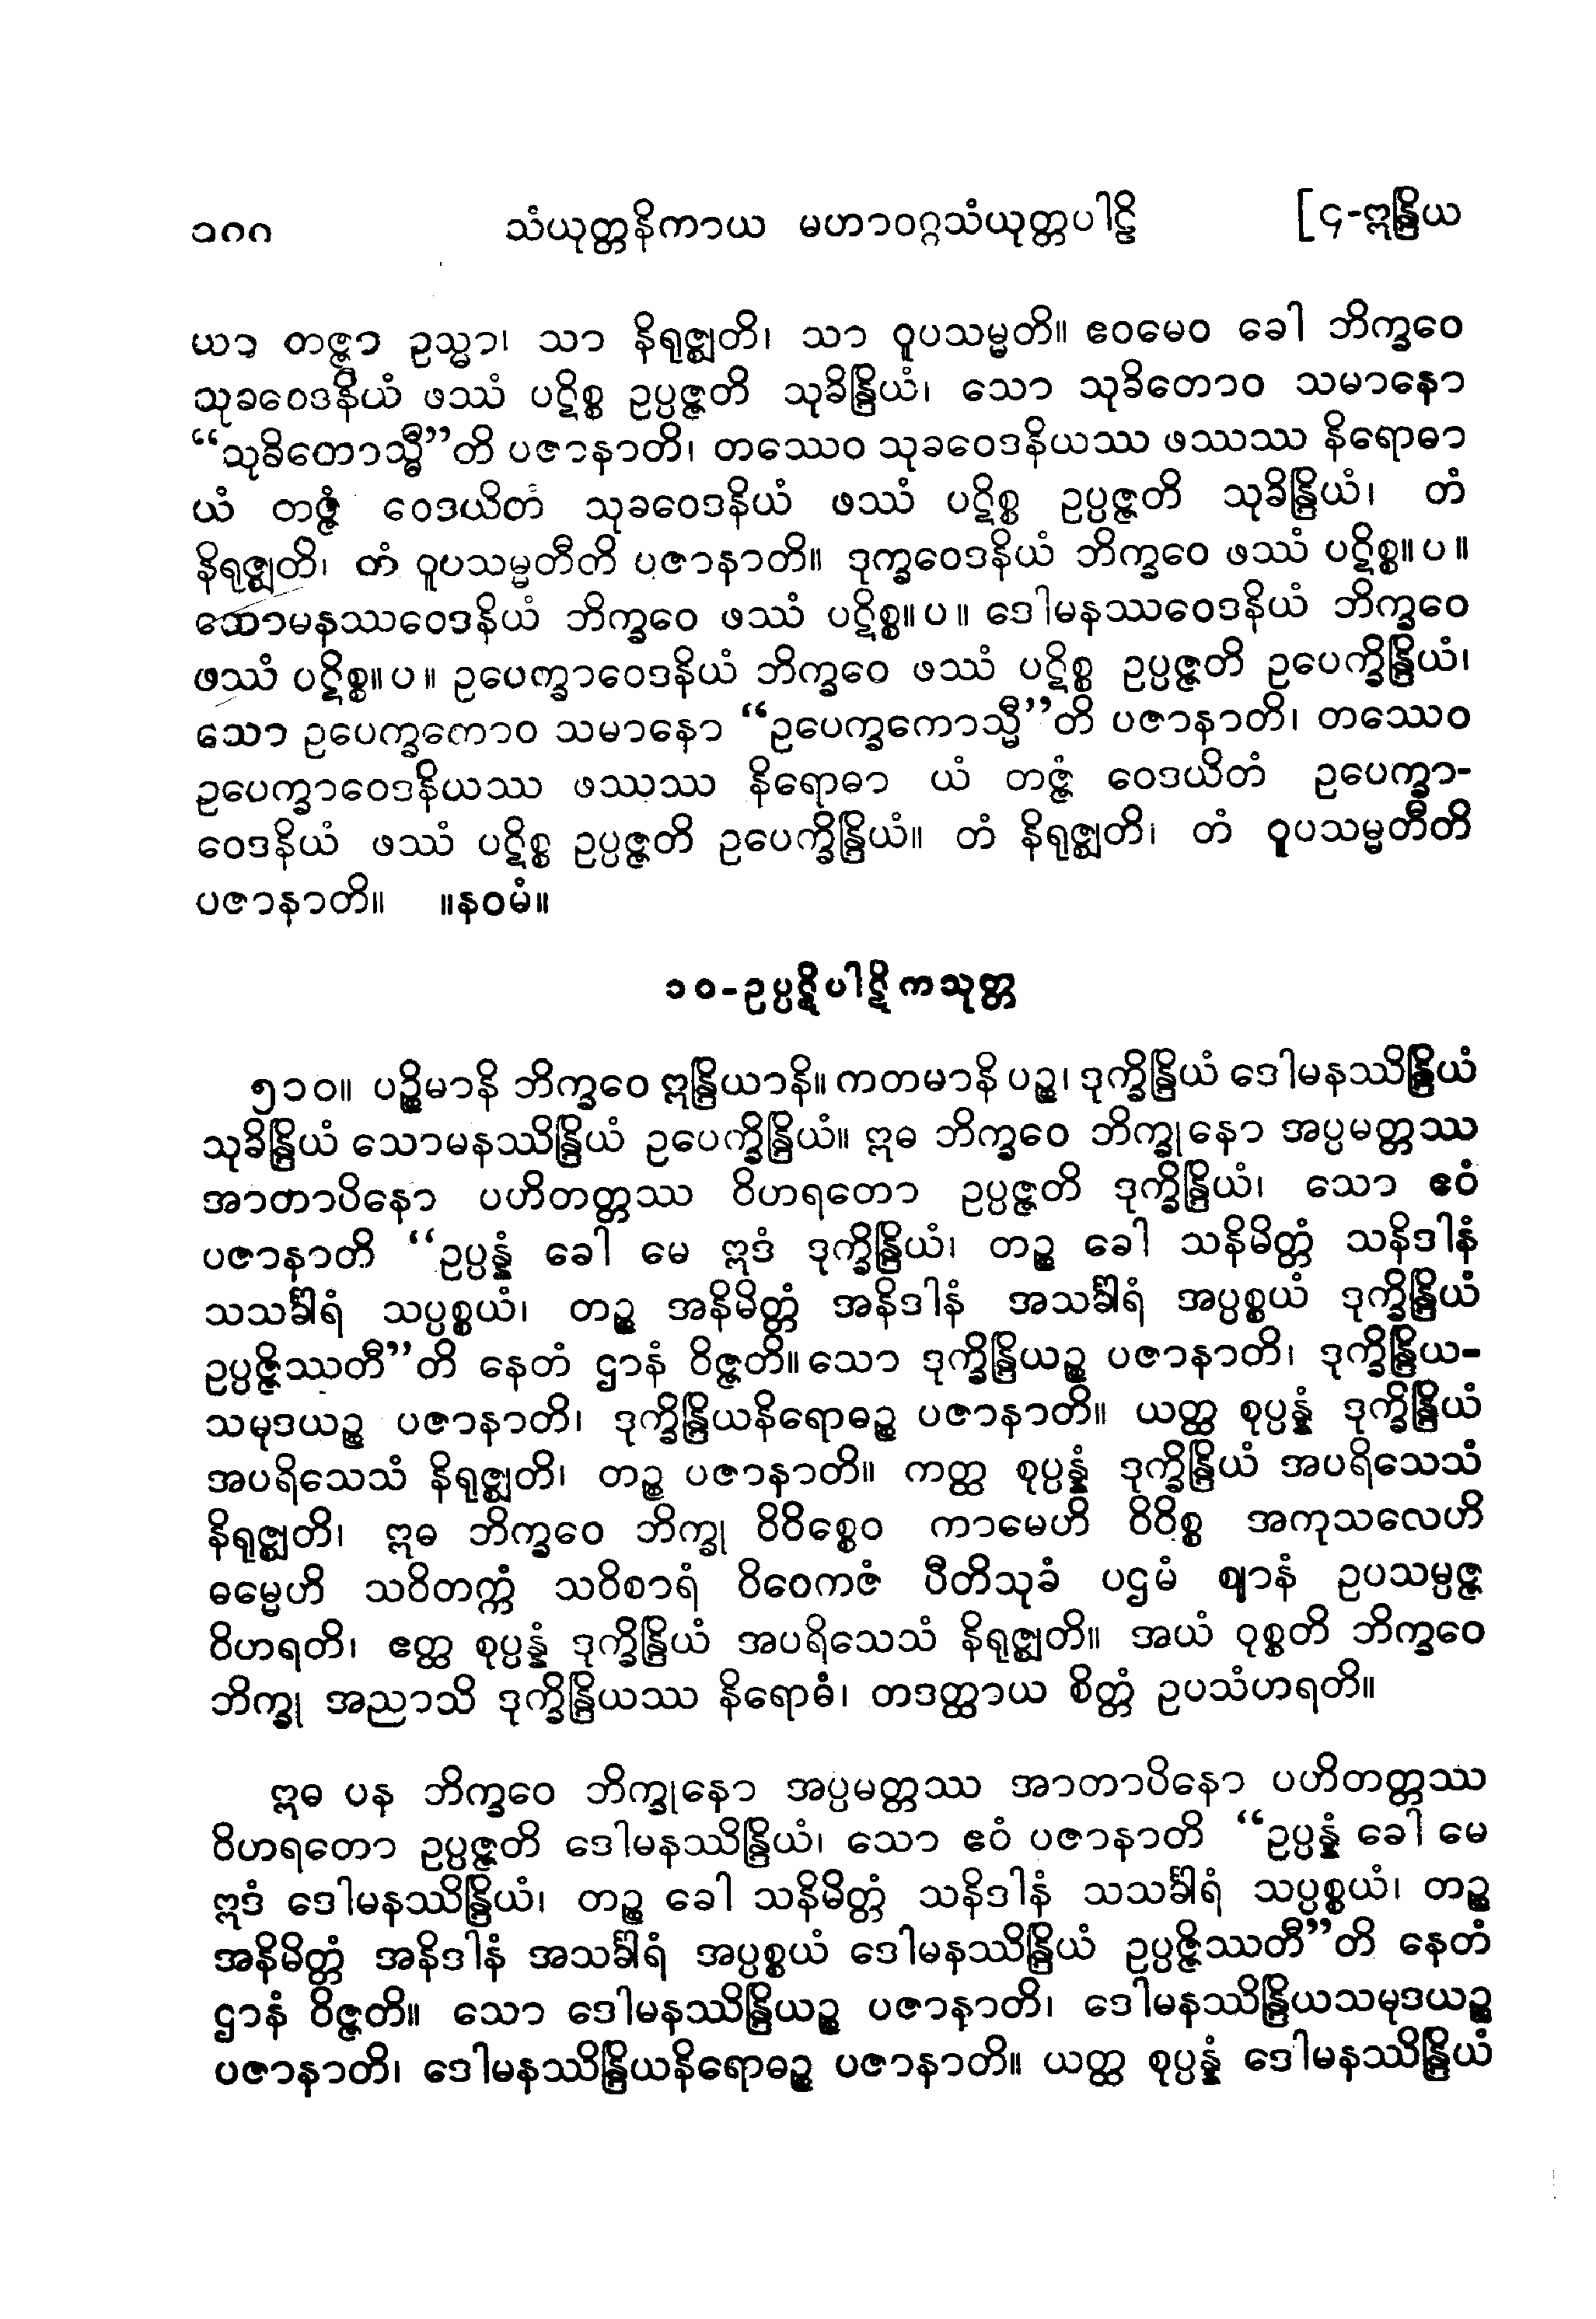 ၁၈၈ သံယုတ္တနိကာယ မဟာဝဂ္ဂသံယုတ္တပါဠိ [၄-ဣန္ဒြိယ
ယာ တဇ္ဇာ ဥသ္မာ၊ သာ နိရုဇ္ဈတိ၊ သာ ဝူပသမ္မတိ။ ဧဝမေဝ ခေါ ဘိက္ခဝေ
သုခဝေဒနိယံ ဖဿံ ပဋိစ္စ ဥပ္ပဇ္ဇတိ သုခိန္ဒြိယံ၊ သော သုခိတောဝ သမာနော
“သုခိတောသ္မီ”တိ ပဇာနာတိ၊ တဿေဝ သုခဝေဒနိယဿ ဖဿဿ နိရောဓာ
ယံ တဇ္ဇံ ဝေဒယိတံ သုခဝေဒနိယံ ဖဿံ ပဋိစ္စ ဥပ္ပဇ္ဇတိ သုခိန္ဒြိယံ၊ တံ
နိရုဇ္ဈတိ၊ တံ ဝူပသမ္မတီတိ ပဇာနာတိ။ ဒုက္ခဝေဒနိယံ ဘိက္ခဝေ ဖဿံ ပဋိစ္စ။ပ။
သောမနဿဝေဒနိယံ ဘိက္ခဝေ ဖဿံ ပဋိစ္စ။ပ။ ဒေါမနဿဝေဒနိယံ ဘိက္ခဝေ
ဖဿံ ပဋိစ္စ။ပ။ ဥပေက္ခာဝေဒနိယံ ဘိက္ခဝေ ဖဿံ ပဋိစ္စ ဥပ္ပဇ္ဇတိ ဥပေက္ခိန္ဒြိယံ၊
သော ဥပေက္ခကောဝ သမာနော “ဥပေက္ခကောသ္မီ”တိ ပဇာနာတိ၊ တဿေဝ
ဥပေက္ခာဝေဒနိယဿ ဖဿဿ နိရောဓာ ယံ တဇ္ဇံ ဝေဒယိတံ ဥပေက္ခာ-
ဝေဒနိယံ ဖဿံ ပဋိစ္စ ဥပ္ပဇ္ဇတိ ဥပေက္ခိန္ဒြိယံ။ တံ နိရုဇ္ဈတိ၊ တံ ဝူပသမ္မတီတိ
ပဇာနာတိ။ ။နဝမံ။
၁၀-ဥပ္ပဋိပါဋိကသုတ္တ
၅၁၀။ ပဉ္စိမာနိ ဘိက္ခဝေ ဣန္ဒြိယာနိ။ ကတမာနိ ပဉ္စ၊ ဒုက္ခိန္ဒြိယံ ဒေါမနဿိန္ဒြိယံ
သုခိန္ဒြိယံ သောမနဿိန္ဒြိယံ ဥပေက္ခိန္ဒြိယံ။ ဣဓ ဘိက္ခဝေ ဘိက္ခုနော အပ္ပမတ္တဿ
အာတာပိနော ပဟိတတ္တဿ ဝိဟရတော ဥပ္ပဇ္ဇတိ ဒုက္ခိန္ဒြိယံ၊ သော ဧဝံ
ပဇာနာတိ “ဥပ္ပန္နံ ခေါ မေ ဣဒံ ဒုက္ခိန္ဒြိယံ၊ တဉ္စ ခေါ သနိမိတ္တံ သနိဒါနံ
သသင်္ခါရံ သပ္ပစ္စယံ၊ တဉ္စ အနိမိတ္တံ အနိဒါနံ အသင်္ခါရံ အပ္ပစ္စယံ ဒုက္ခိန္ဒြိယံ
ဥပ္ပဇ္ဇိဿတီ”တိ နေတံ ဌာနံ ဝိဇ္ဇတိ။ သော ဒုက္ခိန္ဒြိယဉ္စ ပဇာနာတိ၊ ဒုက္ခိန္ဒြိယ-
သမုဒယဉ္စ ပဇာနာတိ၊ ဒုက္ခိန္ဒြိယနိရောဓဉ္စ ပဇာနာတိ။ ယတ္ထ စုပ္ပန္နံ ဒုက္ခိန္ဒြိယံ
အပရိသေသံ နိရုဇ္ဈတိ၊ တဉ္စ ပဇာနာတိ။ ကတ္ထ စုပ္ပန္နံ ဒုက္ခိန္ဒြိယံ အပရိသေသံ
နိရုဇ္ဈတိ၊ ဣဓ ဘိက္ခဝေ ဘိက္ခု ဝိဝိစ္စေဝ ကာမေဟိ ဝိဝိစ္စ အကုသလေဟိ
ဓမ္မေဟိ သဝိတက္ကံ သဝိစာရံ ဝိဝေကဇံ ပီတိသုခံ ပဌမံ ဈာနံ ဥပသမ္ပဇ္ဇ
ဝိဟရတိ၊ ဧတ္ထ စုပ္ပန္နံ ဒုက္ခိန္ဒြိယံ အပရိသေသံ နိရုဇ္ဈတိ။ အယံ ဝုစ္စတိ ဘိက္ခဝေ
ဘိက္ခု အညာသိ ဒုက္ခိန္ဒြိယဿ နိရောဓံ၊ တဒတ္ထာယ စိတ္တံ ဥပသံဟရတိ။
ဣဓ ပန ဘိက္ခဝေ ဘိက္ခုနော အပ္ပမတ္တဿ အာတာပိနော ပဟိတတ္တဿ
ဝိဟရတော ဥပ္ပဇ္ဇတိ ဒေါမနဿိန္ဒြိယံ၊ သော ဧဝံ ပဇာနာတိ “ဥပ္ပန္နံ ခေါ မေ
ဣဒံ ဒေါမနဿိန္ဒြိယံ၊ တဉ္စ ခေါ သနိမိတ္တံ သနိဒါနံ သသင်္ခါရံ သပ္ပစ္စယံ၊ တဉ္စ
အနိမိတ္တံ အနိဒါနံ အသင်္ခါရံ အပ္ပစ္စယံ ဒေါမနဿိန္ဒြိယံ ဥပ္ပဇ္ဇိဿတီ”တိ နေတံ
ဌာနံ ဝိဇ္ဇတိ။ သော ဒေါမနဿိန္ဒြိယဉ္စ ပဇာနာတိ၊ ဒေါမနဿိန္ဒြိယသမုဒယဉ္စ
ပဇာနာတိ၊ ဒေါမနဿိန္ဒြိယနိရောဓဉ္စ ပဇာနာတိ။ ယတ္ထ စုပ္ပန္နံ ဒေါမနဿိန္ဒြိယံ